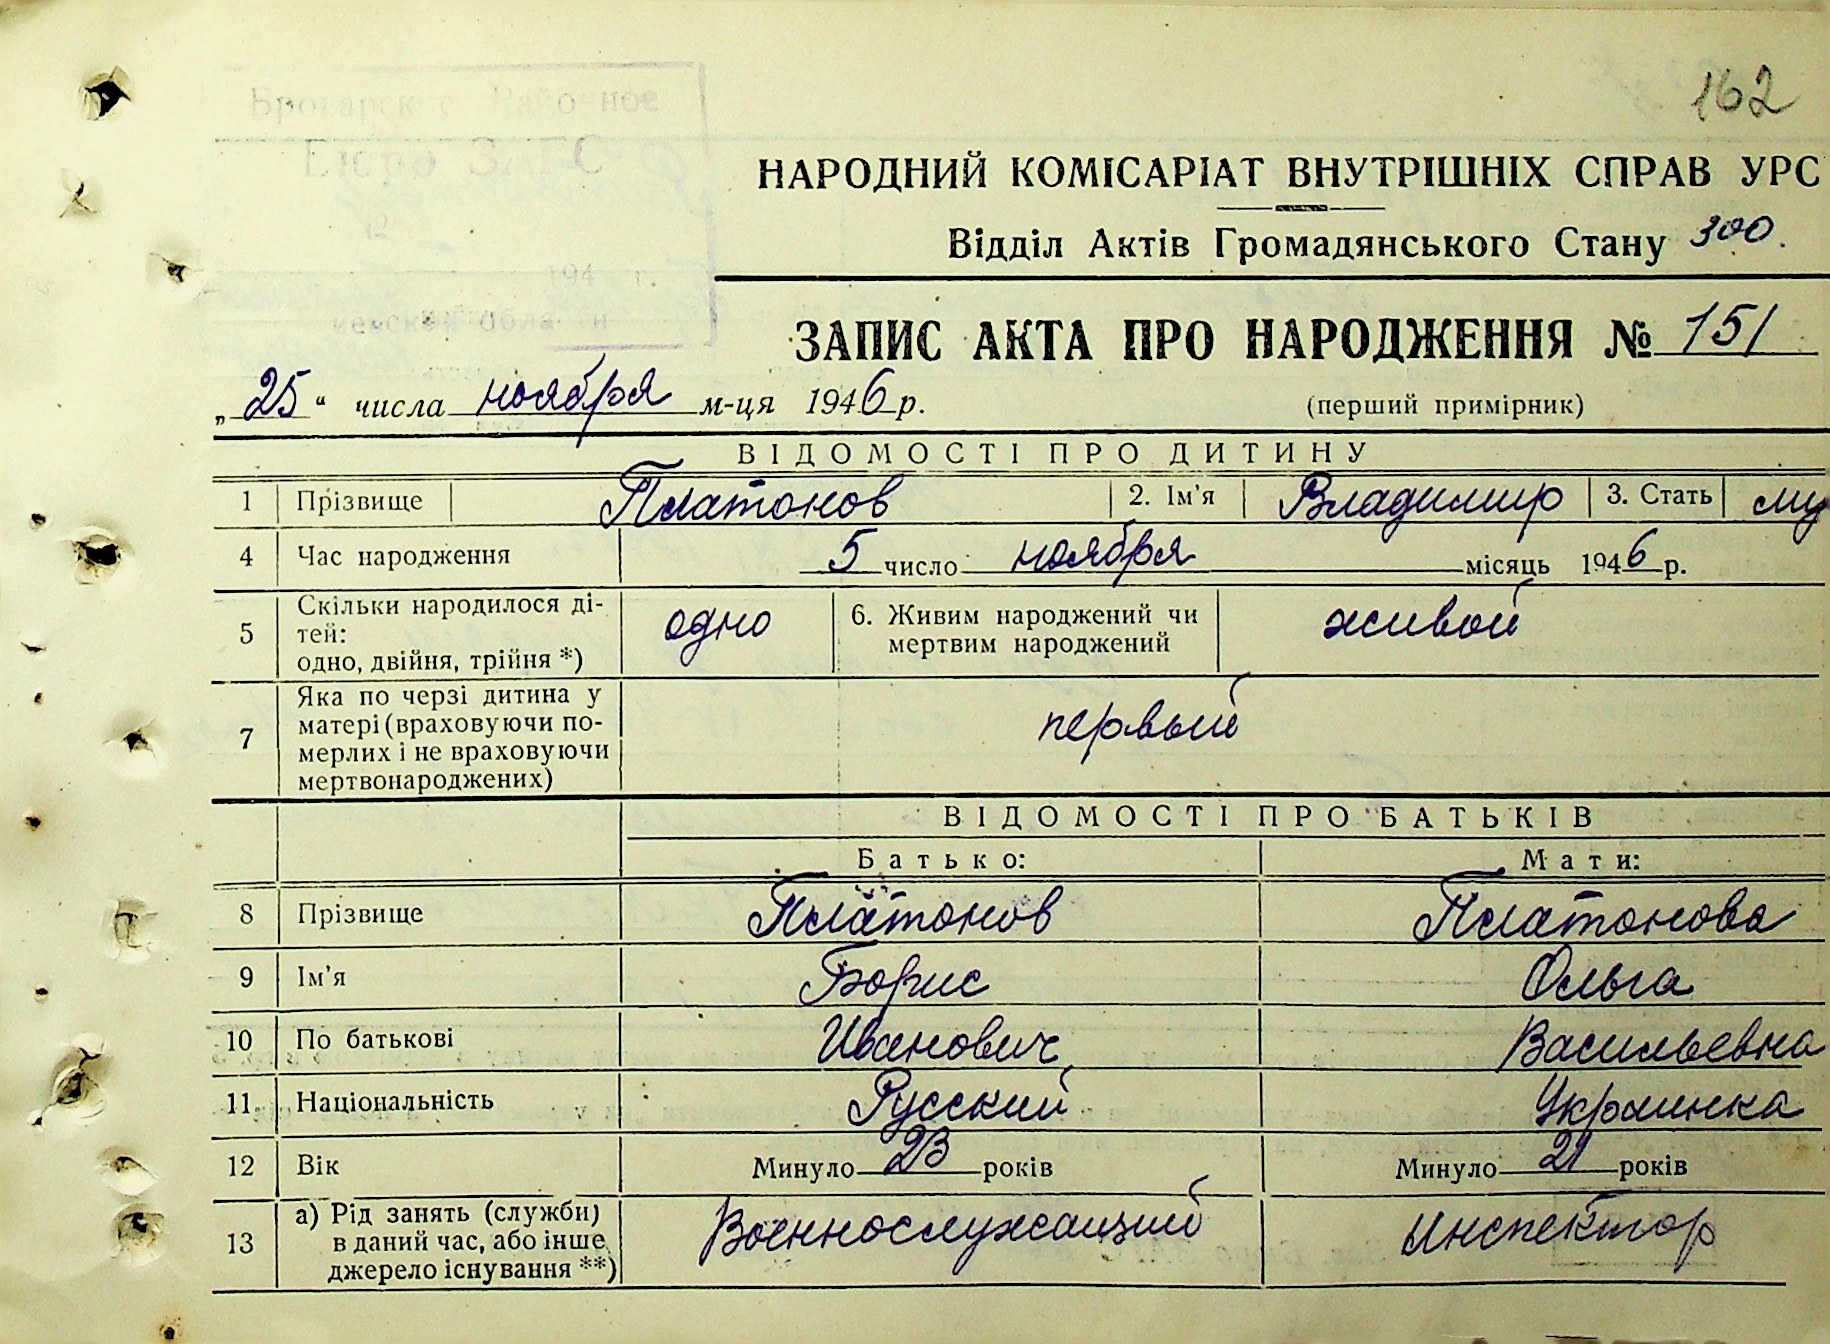 162
Броварское Районное
Бюро ЗАГС
194 г.
НАРОДНИЙ КОМІСАРІАТ ВНУТРІШНІХ СПРАВ УРС
Відділ Актів Громадянського Стану 300.
ЗАПИС АКТА ПРО НАРОДЖЕННЯ № 151
„25“ числа ноября м-ця 1946 р. (перший примірник)
ВІДОМОСТІ ПРО ДИТИНУ
1 Прізвище Платонов 2. Ім'я Владимир 3. Стать му
4 Час народження 5 число ноября місяць 1946 р.
5 Скільки народилося ді-
тей:
одно, двійня, трійня *) одно 6. Живим народжений чи
мертвим народжений живой
7 Яка по черзі дитина у
матері (враховуючи по-
мерлих і не враховуючи
мертвонароджених) первый
ВІДОМОСТІ ПРО БАТЬКІВ
Батько: Мати:
8 Прізвище Платонов Платонова
9 Ім'я Борис Ольга
10 По батькові Иванович Васильевна
11 Національність Русский Украинка
12 Вік Минуло 23 років Минуло 21 років
13 а) Рід занять (служби)
в даний час, або інше
джерело існування **) Военнослужащий Инспектор